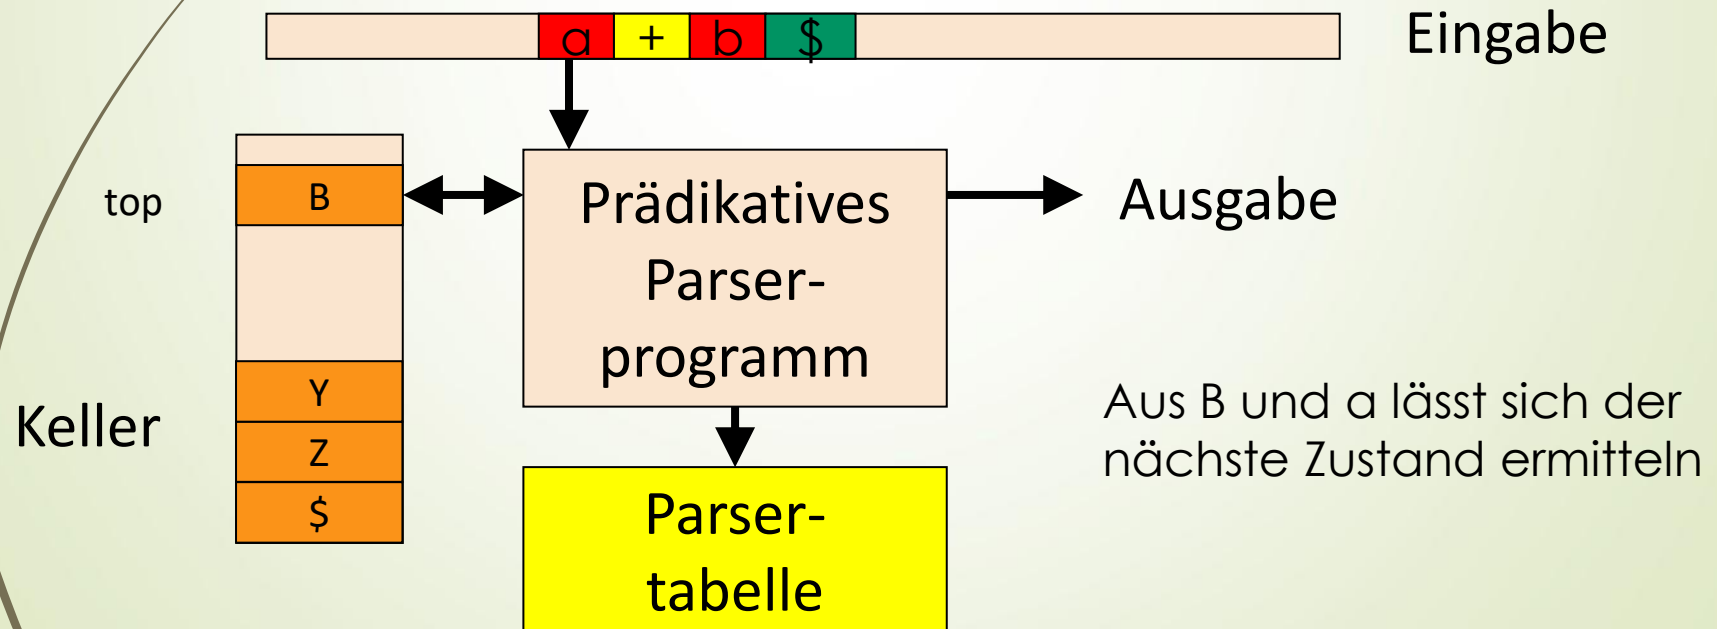 a + b $
Eingabe
top
B
Prädikatives
Parser-
programm
Ausgabe
Keller
Y
Z
$
Aus B und a lässt sich der
nächste Zustand ermitteln
Parser-
tabelle